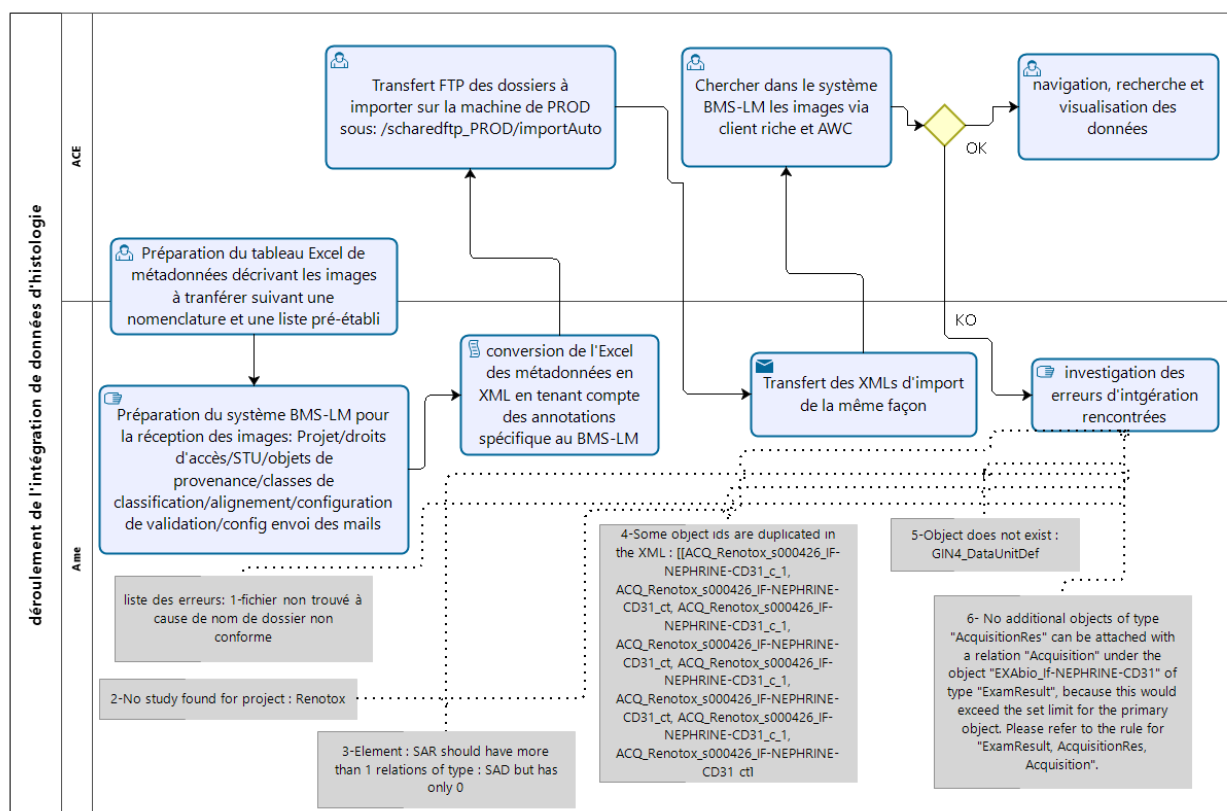 déroulement de l'intégration de données d'histologie
ACE
Ame
Transfert FTP des dossiers à
importer sur la machine de PROD
sous: /scharedftp_PROD/importAuto
Chercher dans le système
BMS-LM les images via
client riche et AWC
OK
KO
navigation, recherche et
visualisation des
données
Préparation du tableau Excel de
métadonnées décrivant les images
à tranférer suivant une
nomenclature et une liste pré-établi
Préparation du système BMS-LM pour
la réception des images: Projet/droits
d'accès/STU/objets de
provenance/classes de
classification/alignement/configuration
de validation/config envoi des mails
conversion de l'Excel
des métadonnées en
XML en tenant compte
des annotations
spécifique au BMS-LM
Transfert des XMLs d'import
de la même façon
investigation des
erreurs d'intgération
rencontrées
liste des erreurs: 1-fichier non trouvé à
cause de nom de dossier non
conforme
2-No study found for project : Renotox
3-Element : SAR should have more
than 1 relations of type : SAD but has
only 0
4-Some object ids are duplicated in
the XML : [[ACQ_Renotox_s000426_IF-
NEPHRINE-CD31_c_1,
ACQ_Renotox_s000426_IF-NEPHRINE-
CD31_ct, ACQ_Renotox_s000426_IF-
NEPHRINE-CD31_c_1,
ACQ_Renotox_s000426_IF-NEPHRINE-
CD31_ct, ACQ_Renotox_s000426_IF-
NEPHRINE-CD31_c_1,
ACQ_Renotox_s000426_IF-NEPHRINE-
CD31_ct, ACQ_Renotox_s000426_IF-
NEPHRINE-CD31_c_1,
ACQ_Renotox_s000426_IF-NEPHRINE-
CD31 ct]
5-Object does not exist :
GIN4_DataUnitDef
6- No additional objects of type
"AcquisitionRes" can be attached with
a relation "Acquisition" under the
object "EXAbio_If-NEPHRINE-CD31" of
type "ExamResult", because this would
exceed the set limit for the primary
object. Please refer to the rule for
"ExamResult, AcquisitionRes,
Acquisition".